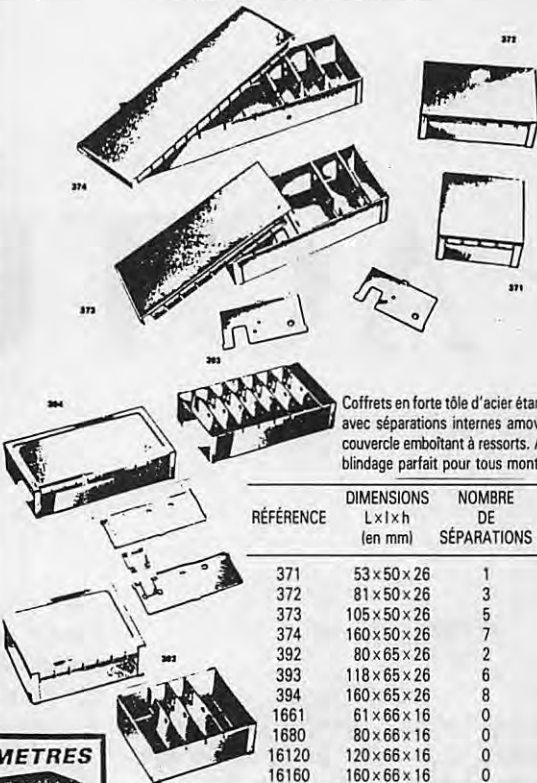 372
374
371
373
393
394
Coffrets en forte tôle d'acier étam
avec séparations internes amov
couvercle emboîtant à ressorts. A
blindage parfait pour tous mont
RÉFÉRENCE DIMENSIONS L x l x h (en mm) NOMBRE DE SÉPARATIONS
371 53 x 50 x 26 1
372 81 x 50 x 26 3
373 105 x 50 x 26 5
374 160 x 50 x 26 7
392 80 x 65 x 26 2
393 118 x 65 x 26 6
394 160 x 65 x 26 8
1661 61 x 66 x 16 0
1680 80 x 66 x 16 0
16120 120 x 66 x 16 0
16160 160 x 66 x 16 0
392
METRES